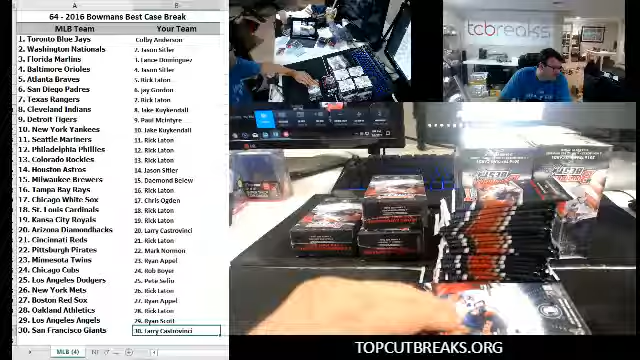 A B
64 - 2016 Bowmans Best Case Break
MLB Team Your Team
1. Toronto Blue Jays Colby Anderson
2. Washington Nationals 2. Jason Sitler
3. Florida Marlins 3. Lance Dominguez
4. Baltimore Orioles 4. Jason Sitler
5. Atlanta Braves 5. Rick Laton
6. San Diego Padres 6. Jay Gordon
7. Texas Rangers 7. Rick Laton
8. Cleveland Indians 8. Jake Kuykendall
9. Detroit Tigers 9. Paul McIntyre
10. New York Yankees 10. Jake Kuykendall
11. Seattle Mariners 11. Rick Laton
12. Philadelphia Phillies 12. Rick Laton
13. Colorado Rockies 13. Rick Laton
14. Houston Astros 14. Jason Sitler
15. Milwaukee Brewers 15. Daemond Belew
16. Tampa Bay Rays 16. Rick Laton
17. Chicago White Sox 17. Chris Ogden
18. St. Louis Cardinals 18. Rick Laton
19. Kansas City Royals 19. Rick Laton
20. Arizona Diamondbacks 20. Larry Castrovinci
21. Cincinnati Reds 21. Rick Laton
22. Pittsburgh Pirates 22. Mark Normon
23. Minnesota Twins 23. Ryan Appel
24. Chicago Cubs 24. Rob Boyer
25. Los Angeles Dodgers 25. Pete Selio
26. New York Mets 26. Rick Laton
27. Boston Red Sox 27. Ryan Appel
28. Oakland Athletics 28. Rick Laton
29. Los Angeles Angels 29. Ryan Scott
30. San Francisco Giants 30. Larry Castrovinci
MLB (4)
tcbreaks
TOPCUTBREAKS.ORG